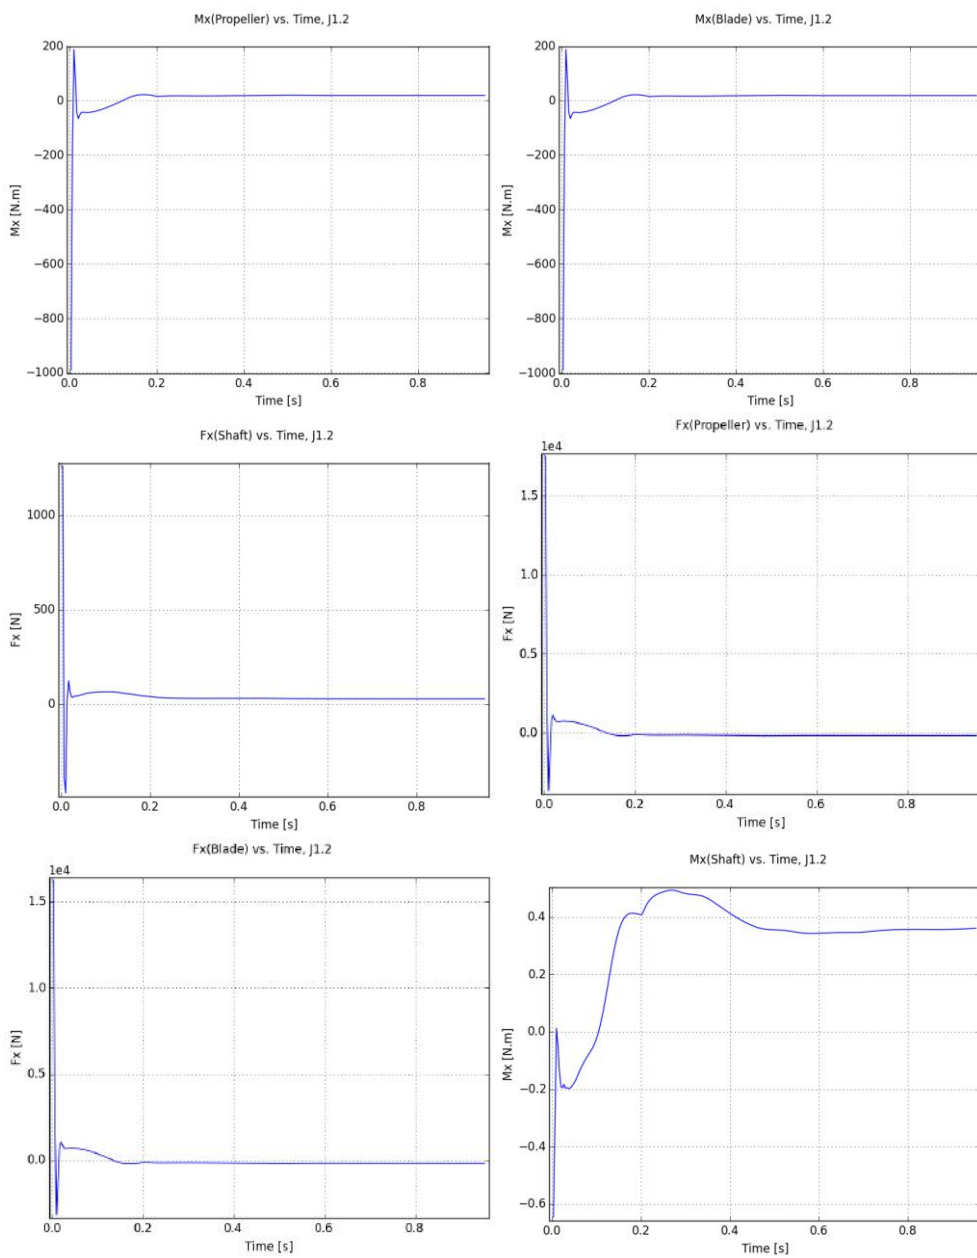 Mx(Propeller) vs. Time, J1.2
200
0
−200
−400
−600
−800
−1000
Mx [N.m]
0.0 0.2 0.4 0.6 0.8
Time [s]
Mx(Blade) vs. Time, J1.2
200
0
−200
−400
−600
−800
−1000
Mx [N.m]
0.0 0.2 0.4 0.6 0.8
Time [s]
Fx(Shaft) vs. Time, J1.2
1000
500
0
Fx [N]
0.0 0.2 0.4 0.6 0.8
Time [s]
Fx(Propeller) vs. Time, J1.2
1e4
1.5
1.0
0.5
0.0
Fx [N]
0.0 0.2 0.4 0.6 0.8
Time [s]
Fx(Blade) vs. Time, J1.2
1e4
1.5
1.0
0.5
0.0
Fx [N]
0.0 0.2 0.4 0.6 0.8
Time [s]
Mx(Shaft) vs. Time, J1.2
0.4
0.2
0.0
−0.2
−0.4
−0.6
Mx [N.m]
0.0 0.2 0.4 0.6 0.8
Time [s]